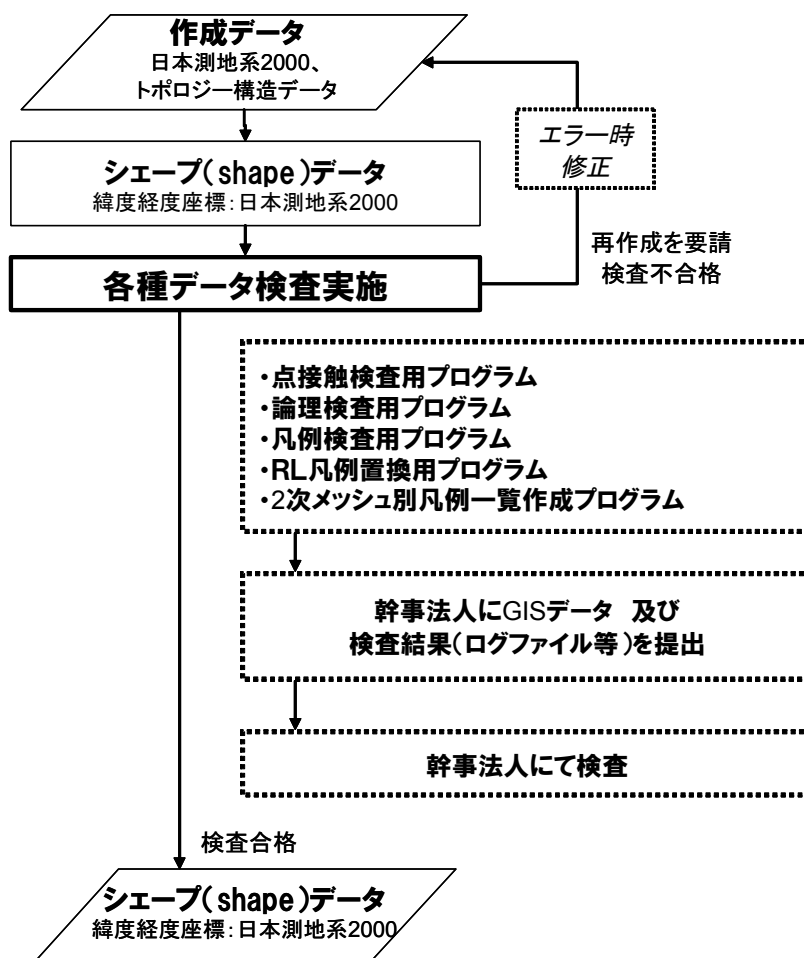 作成データ
日本測地系2000、
トポロジー構造データ
エラー時
修正
シェープ(shape)データ
緯度経度座標:日本測地系2000
再作成を要請
検査不合格
各種データ検査実施
・点接触検査用プログラム
・論理検査用プログラム
・凡例検査用プログラム
・RL凡例置換用プログラム
・2次メッシュ別凡例一覧作成プログラム
幹事法人にGISデータ 及び
検査結果(ログファイル等)を提出
幹事法人にて検査
検査合格
シェープ(shape)データ
緯度経度座標:日本測地系2000